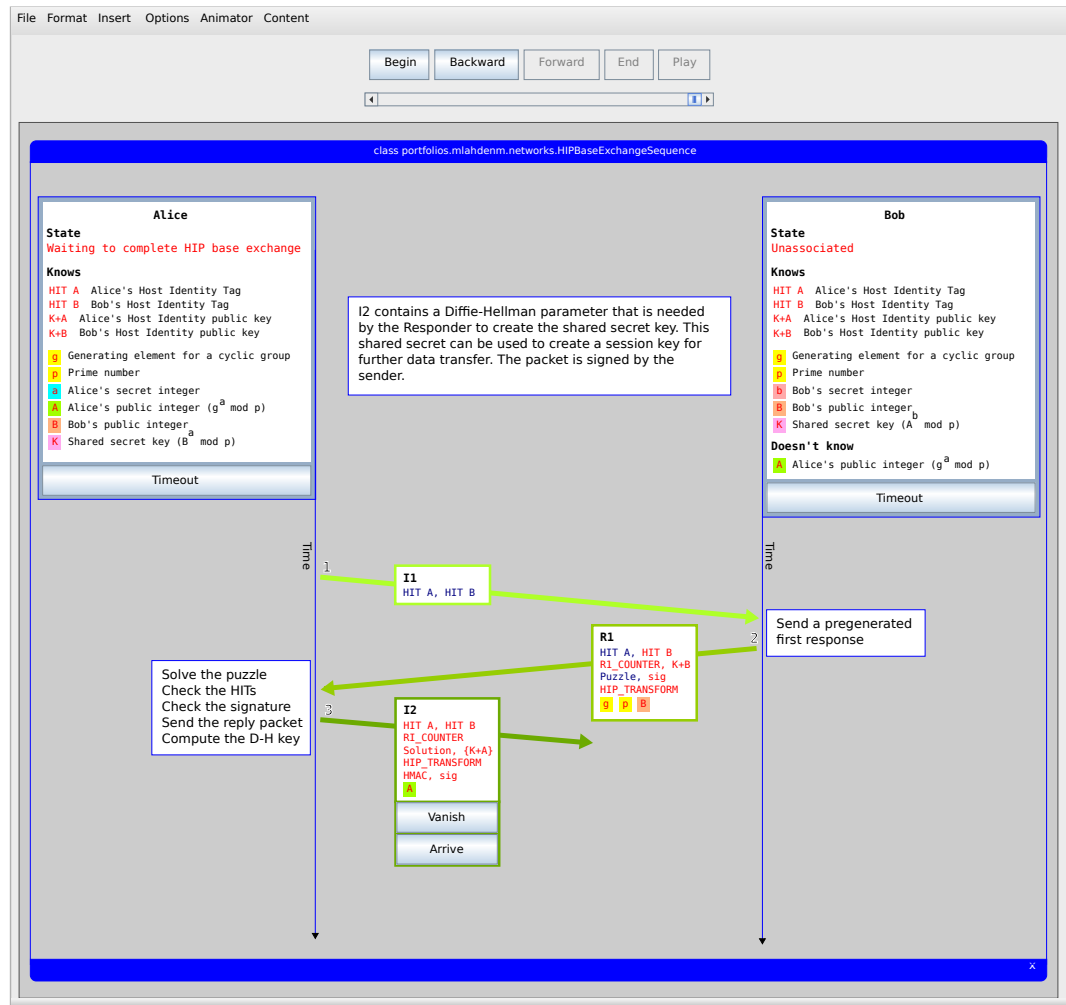 File Format Insert Options Animator Content
Begin Backward Forward End Play
class portfolios.mlahdenm.networks.HIPBaseExchangeSequence
Alice
State
Waiting to complete HIP base exchange
Knows
HIT A Alice's Host Identity Tag
HIT B Bob's Host Identity Tag
K+A Alice's Host Identity public key
K+B Bob's Host Identity public key
g Generating element for a cyclic group
p Prime number
a Alice's secret integer
A Alice's public integer (g^a mod p)
B Bob's public integer
K Shared secret key (B^a mod p)
Timeout
I2 contains a Diffie-Hellman parameter that is needed
by the Responder to create the shared secret key. This
shared secret can be used to create a session key for
further data transfer. The packet is signed by the
sender.
Bob
State
Unassociated
Knows
HIT A Alice's Host Identity Tag
HIT B Bob's Host Identity Tag
K+A Alice's Host Identity public key
K+B Bob's Host Identity public key
g Generating element for a cyclic group
p Prime number
b Bob's secret integer
B Bob's public integer
K Shared secret key (A^b mod p)
Doesn't know
A Alice's public integer (g^a mod p)
Timeout
Time
Time
1
I1
HIT A, HIT B
Send a pregenerated
first response
2
R1
HIT A, HIT B
RI_COUNTER, K+B
Puzzle, sig
HIP_TRANSFORM
g p B
Solve the puzzle
Check the HITs
Check the signature
Send the reply packet
Compute the D-H key
3
I2
HIT A, HIT B
RI_COUNTER
Solution, {K+A}
HIP_TRANSFORM
HMAC, sig
A
Vanish
Arrive